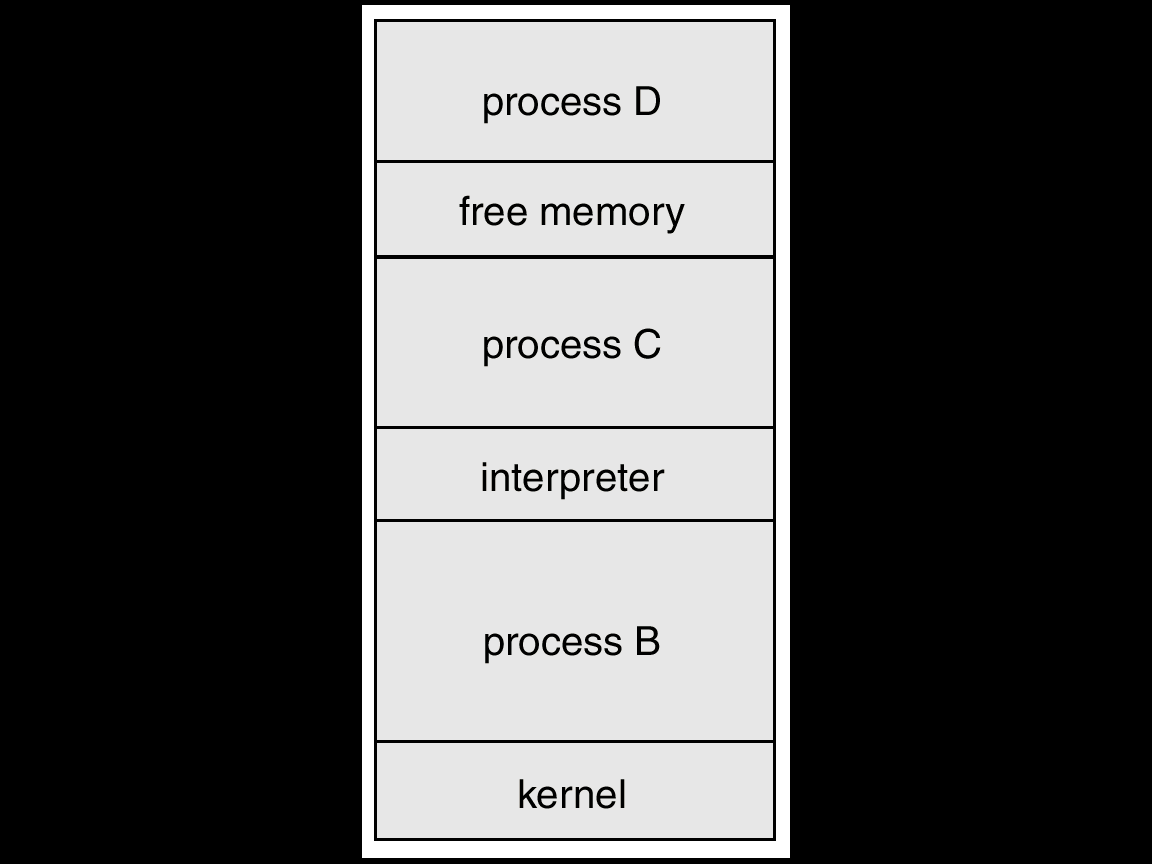 process D
free memory
process C
interpreter
process B
kernel